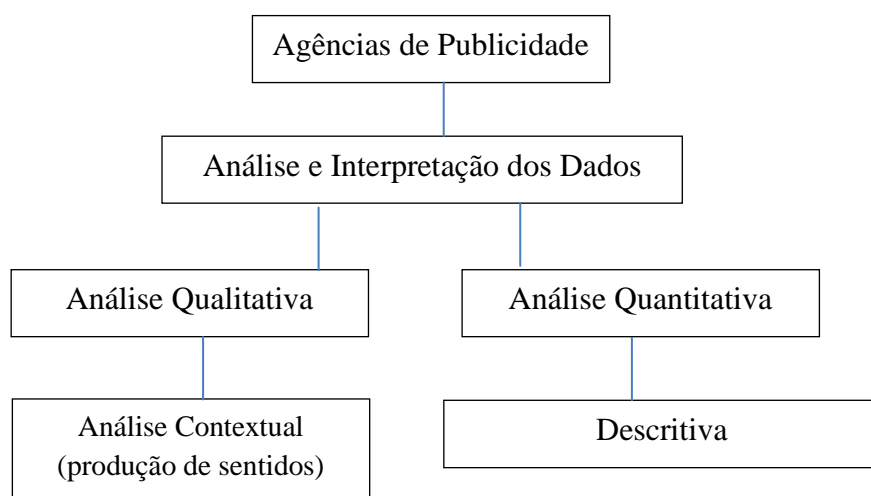 Agências de Publicidade
Análise e Interpretação dos Dados
Análise Qualitativa
Análise Quantitativa
Análise Contextual
(produção de sentidos)
Descritiva